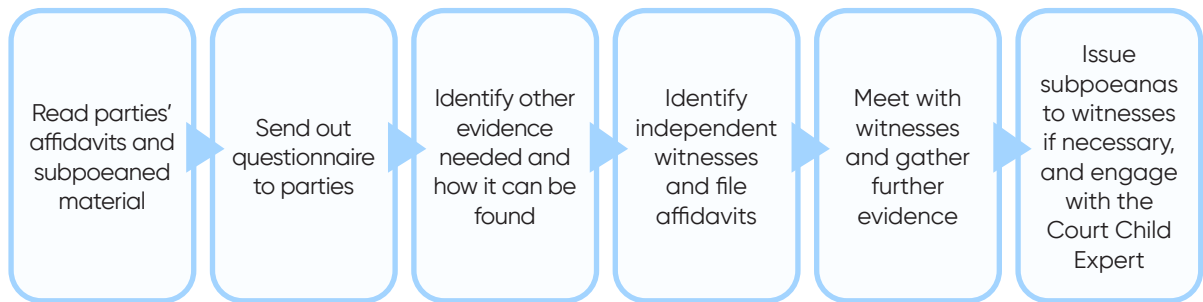 Read parties'
affidavits and
subpoeaned
material
Send out
questionnaire
to parties
Identify other
evidence
needed and
how it can be
found
Identify
independent
witnesses
and file
affidavits
Meet with
witnesses
and gather
further
evidence
Issue
subpoeanas
to witnesses
if necessary,
and engage
with the
Court Child
Expert